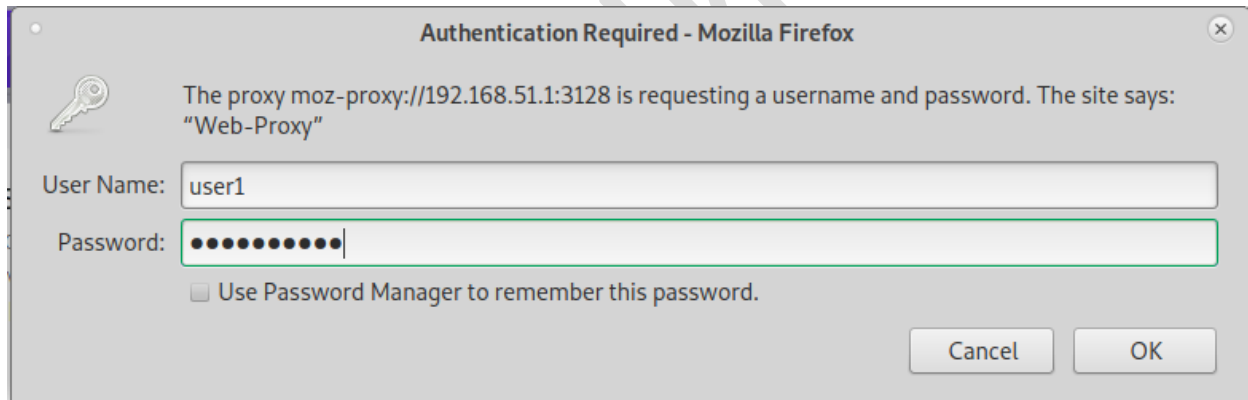 Authentication Required - Mozilla Firefox
The proxy moz-proxy://192.168.51.1:3128 is requesting a username and password. The site says:
“Web-Proxy”
User Name: user1
Password: ●●●●●●●●●●
Use Password Manager to remember this password.
Cancel OK